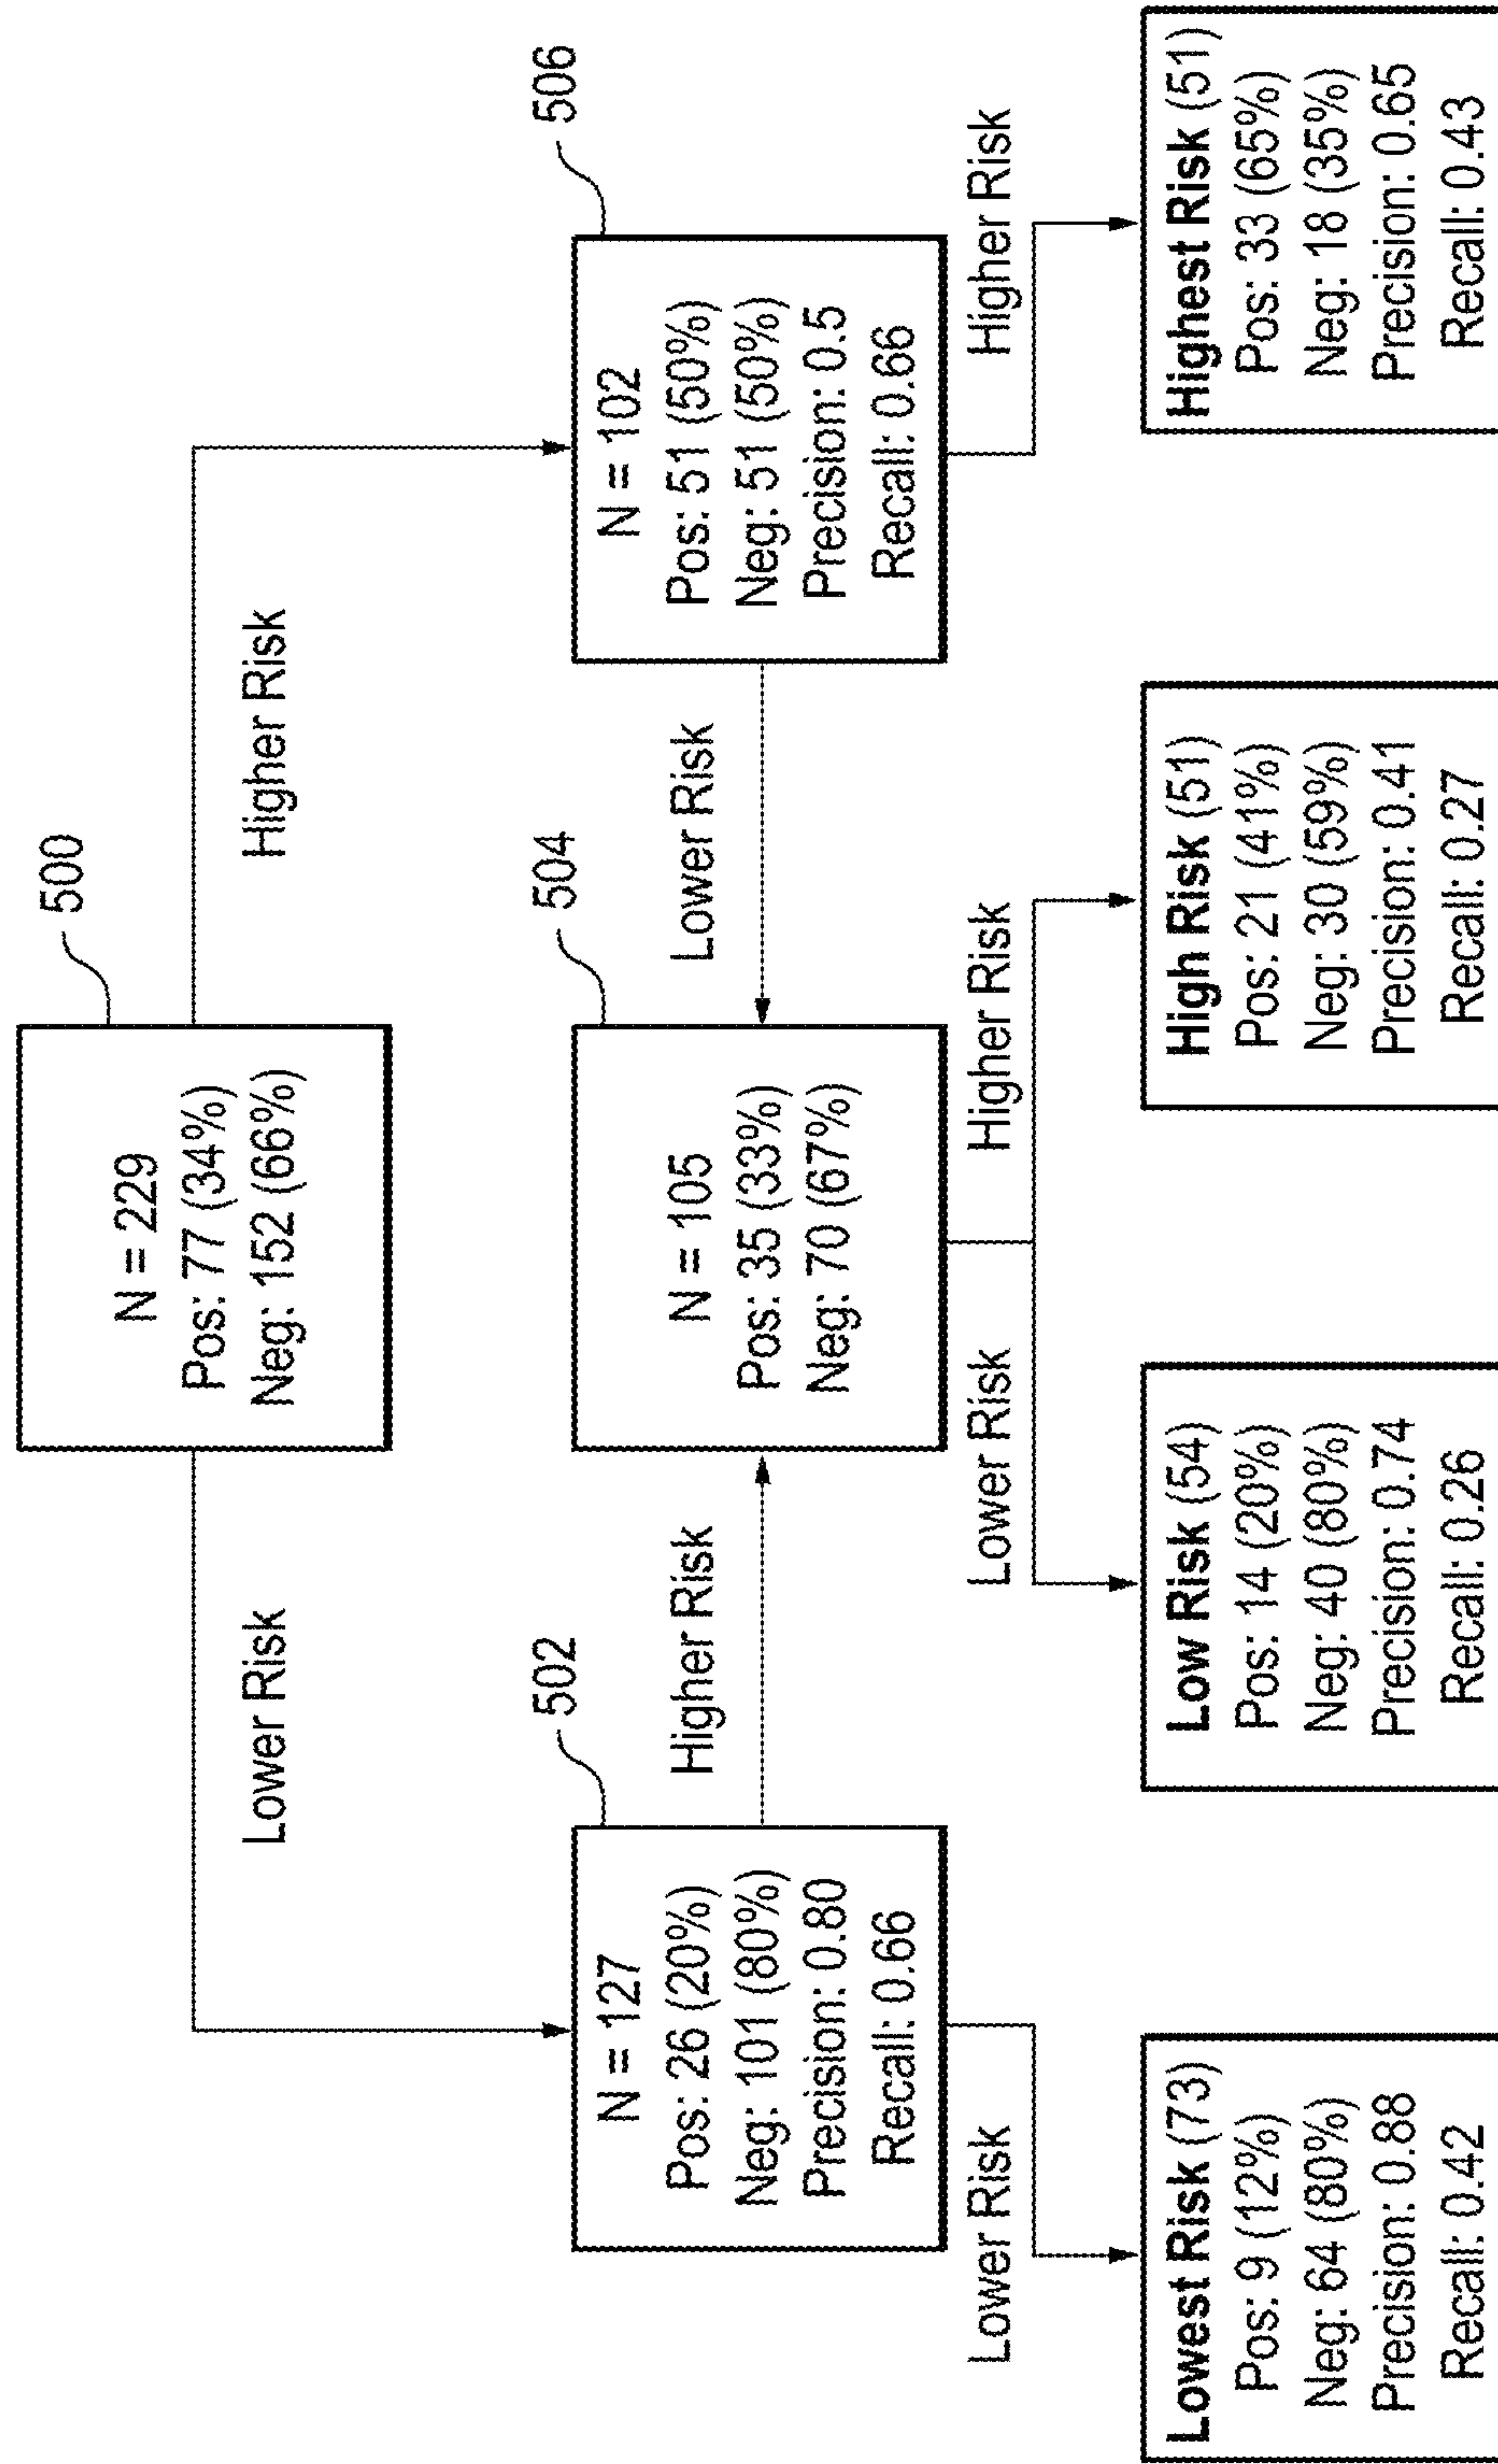 500
N = 229
Pos: 77 (34%)
Neg: 152 (66%)
Lower Risk
Higher Risk
502
N = 127
Pos: 26 (20%)
Neg: 101 (80%)
Precision: 0.80
Recall: 0.66
Higher Risk
504
N = 105
Pos: 35 (33%)
Neg: 70 (67%)
Lower Risk
506
N = 102
Pos: 51 (50%)
Neg: 51 (50%)
Precision: 0.5
Recall: 0.66
Lower Risk
Lower Risk
Higher Risk
Higher Risk
Lowest Risk (73)
Pos: 9 (12%)
Neg: 64 (80%)
Precision: 0.88
Recall: 0.42
Low Risk (54)
Pos: 14 (20%)
Neg: 40 (80%)
Precision: 0.74
Recall: 0.26
High Risk (51)
Pos: 21 (41%)
Neg: 30 (59%)
Precision: 0.41
Recall: 0.27
Highest Risk (51)
Pos: 33 (65%)
Neg: 18 (35%)
Precision: 0.65
Recall: 0.43